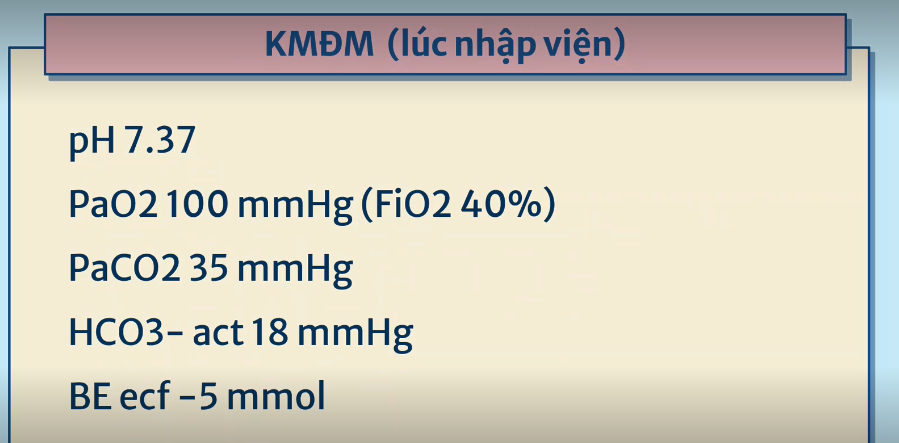 KMĐM (lúc nhập viện)
pH 7.37
PaO2 100 mmHg (FiO2 40%)
PaCO2 35 mmHg
HCO3- act 18 mmHg
BE ecf -5 mmol